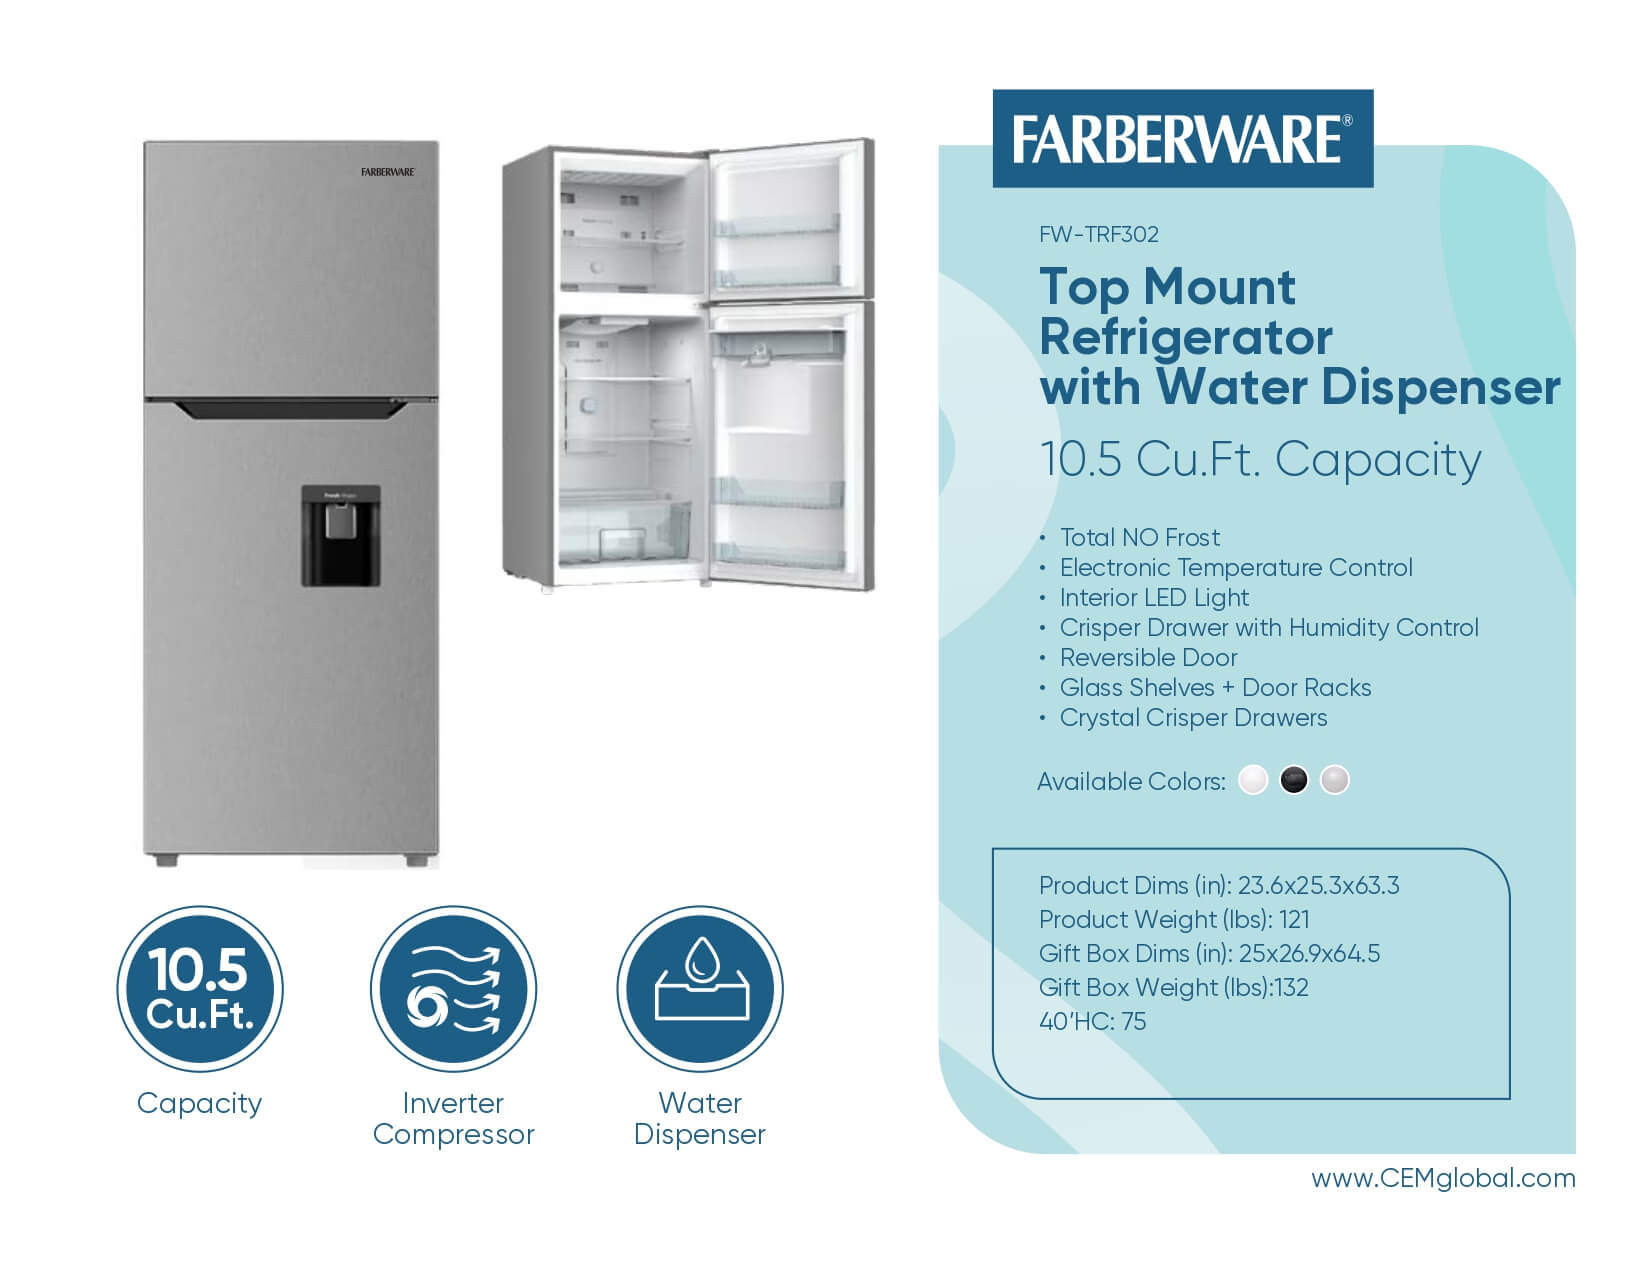 FARBERWARE
FARBERWARE®
FW-TRF302
Top Mount
Refrigerator
with Water Dispenser
10.5 Cu.Ft. Capacity
• Total NO Frost
• Electronic Temperature Control
• Interior LED Light
• Crisper Drawer with Humidity Control
• Reversible Door
• Glass Shelves + Door Racks
• Crystal Crisper Drawers
Available Colors:
Product Dims (in): 23.6x25.3x63.3
Product Weight (lbs): 121
Gift Box Dims (in): 25x26.9x64.5
Gift Box Weight (lbs):132
40’HC: 75
10.5
Cu.Ft.
Capacity
Inverter
Compressor
Water
Dispenser
www.CEMglobal.com